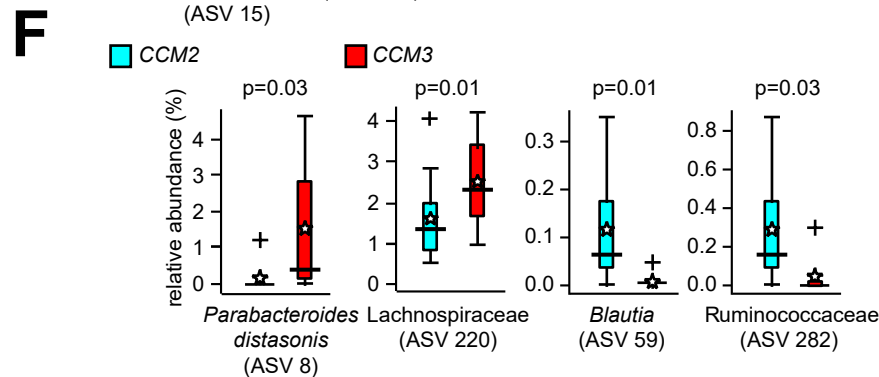 (ASV 15)
F
CCM2 CCM3
p=0.03 p=0.01 p=0.01 p=0.03
relative abundance (%)
4
3
2
1
0
4
3
2
1
0
0.3
0.2
0.1
0.0
0.8
0.6
0.4
0.2
0.0
Parabacteroides
distasonis
(ASV 8)
Lachnospiraceae
(ASV 220)
Blautia
(ASV 59)
Ruminococcaceae
(ASV 282)